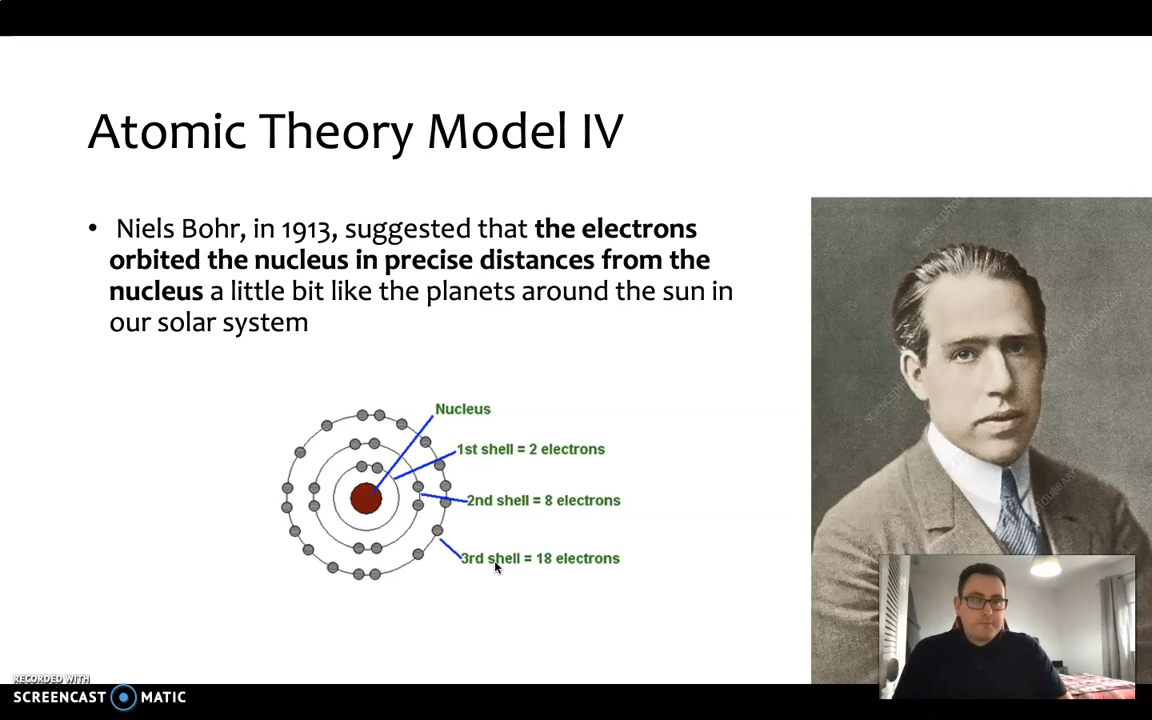 Atomic Theory Model IV
• Niels Bohr, in 1913, suggested that the electrons
orbited the nucleus in precise distances from the
nucleus a little bit like the planets around the sun in
our solar system
Nucleus
1st shell = 2 electrons
2nd shell = 8 electrons
3rd shell = 18 electrons
RECORDED WITH
SCREENCAST MATIC